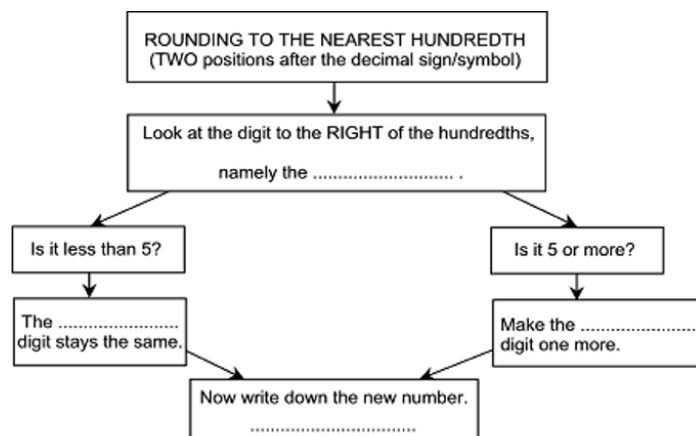 ROUNDING TO THE NEAREST HUNDREDTH
(TWO positions after the decimal sign/symbol)
Look at the digit to the RIGHT of the hundredths,
namely the ............................ .
Is it less than 5?
Is it 5 or more?
The ........................
digit stays the same.
Make the .......................
digit one more.
Now write down the new number.
.................................